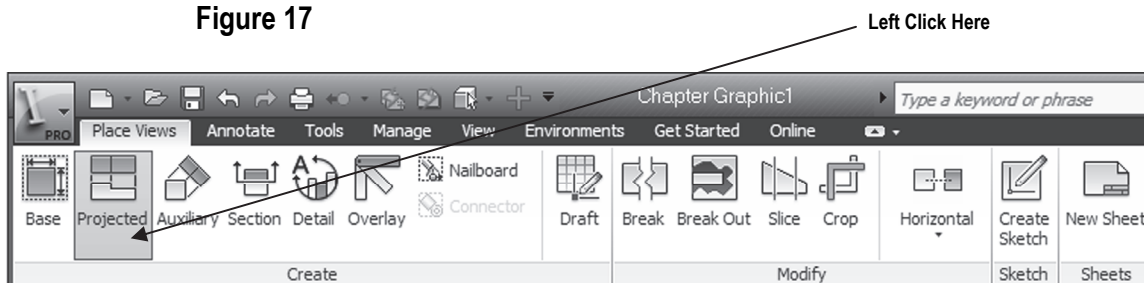 Figure 17
Left Click Here
Chapter Graphic1
Type a keyword or phrase
PRO
Place Views Annotate Tools Manage View Environments Get Started Online
Nailboard
Connector
Base Projected Auxiliary Section Detail Overlay Draft Break Break Out Slice Crop Horizontal Create Sketch New Sheet
Create Modify Sketch Sheets